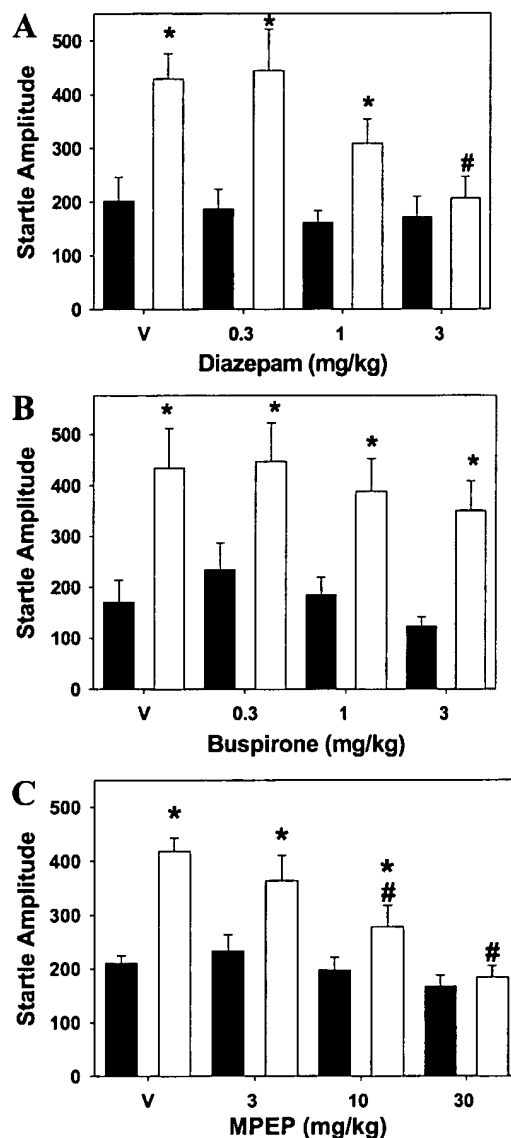 A
Startle Amplitude
500
400
300
200
100
0
*
*
*
#
V 0.3 1 3
Diazepam (mg/kg)
B
Startle Amplitude
500
400
300
200
100
0
*
*
*
*
V 0.3 1 3
Buspirone (mg/kg)
C
Startle Amplitude
500
400
300
200
100
0
*
*
*
#
#
V 3 10 30
MPEP (mg/kg)